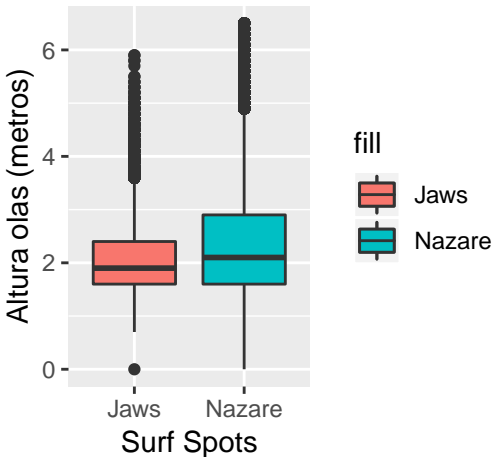 Altura olas (metros)
6
4
2
0
Jaws Nazare
Surf Spots
fill
Jaws
Nazare